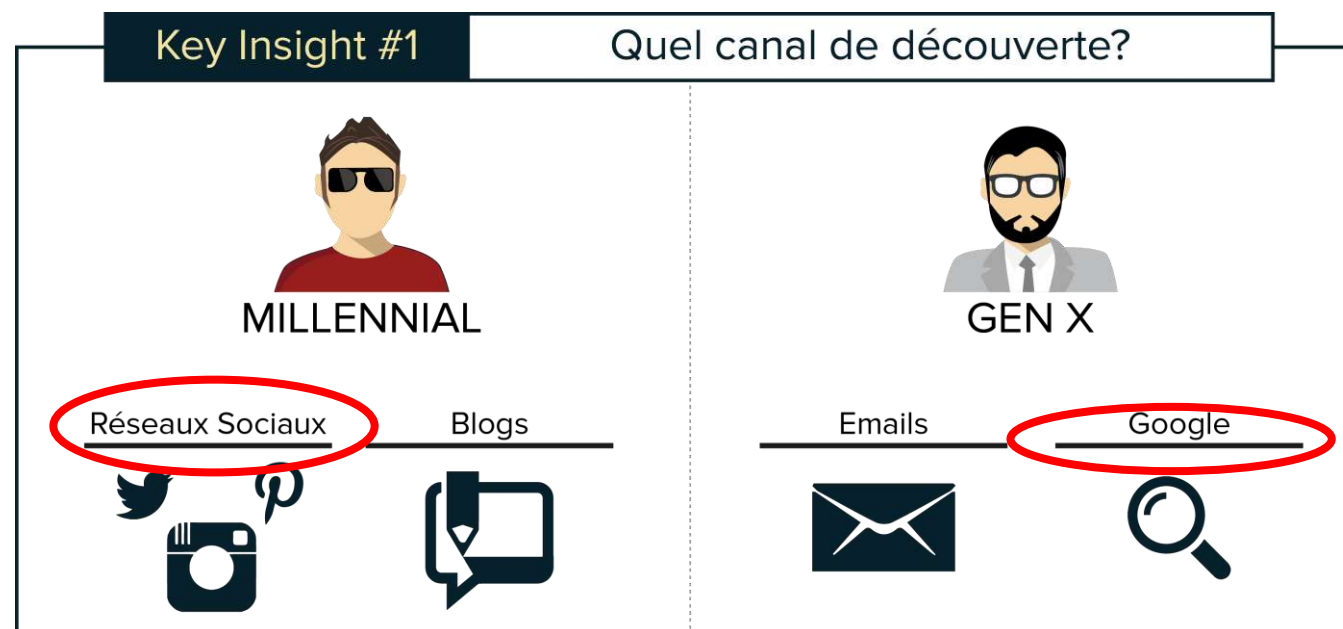 Key Insight #1
Quel canal de découverte?
MILLENNIAL
GEN X
Réseaux Sociaux
Blogs
Emails
Google